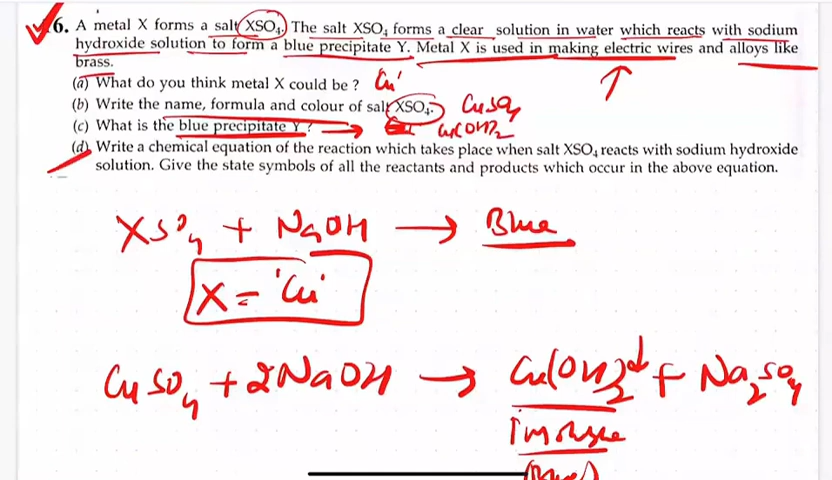 6. A metal X forms a salt XSO₄. The salt XSO₄ forms a clear solution in water which reacts with sodium
hydroxide solution to form a blue precipitate Y. Metal X is used in making electric wires and alloys like
brass.
(a) What do you think metal X could be ? Cu
(b) Write the name, formula and colour of salt XSO₄. CuSO₄
(c) What is the blue precipitate Y ? → Cu(OH)₂
(d) Write a chemical equation of the reaction which takes place when salt XSO₄ reacts with sodium hydroxide
solution. Give the state symbols of all the reactants and products which occur in the above equation.
XSO₄ + NaOH → Blue
X = 'Cu'
CuSO₄ + 2NaOH → Cu(OH)₂↓ + Na₂SO₄